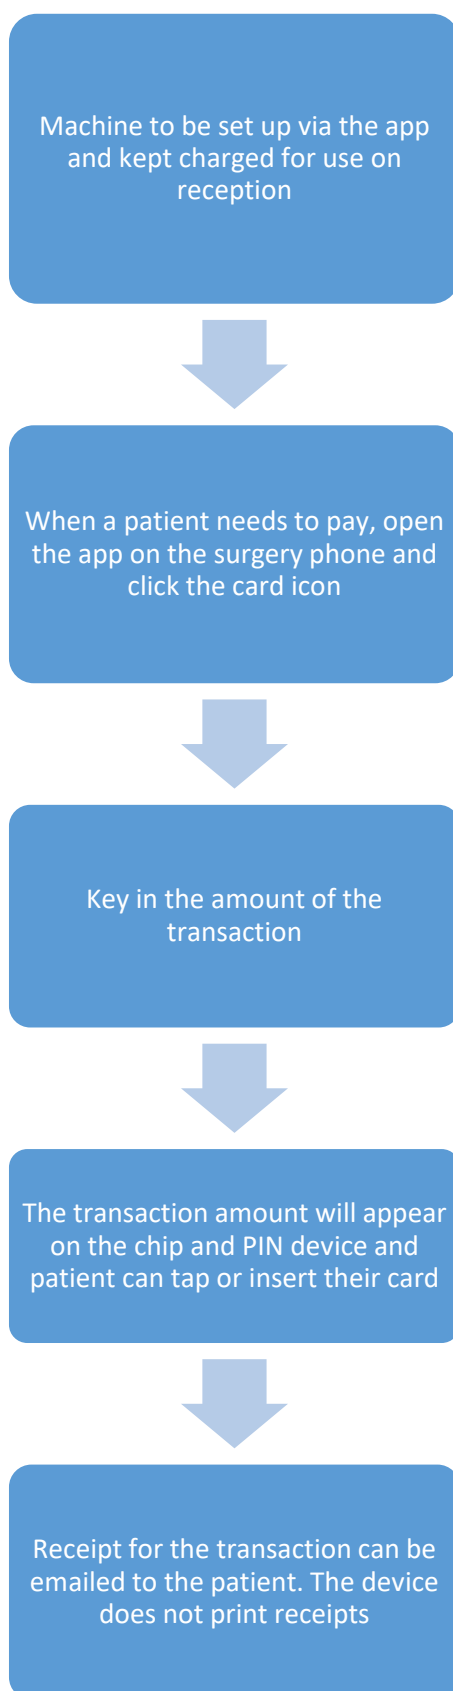 Machine to be set up via the app
and kept charged for use on
reception
When a patient needs to pay, open
the app on the surgery phone and
click the card icon
Key in the amount of the
transaction
The transaction amount will appear
on the chip and PIN device and
patient can tap or insert their card
Receipt for the transaction can be
emailed to the patient. The device
does not print receipts